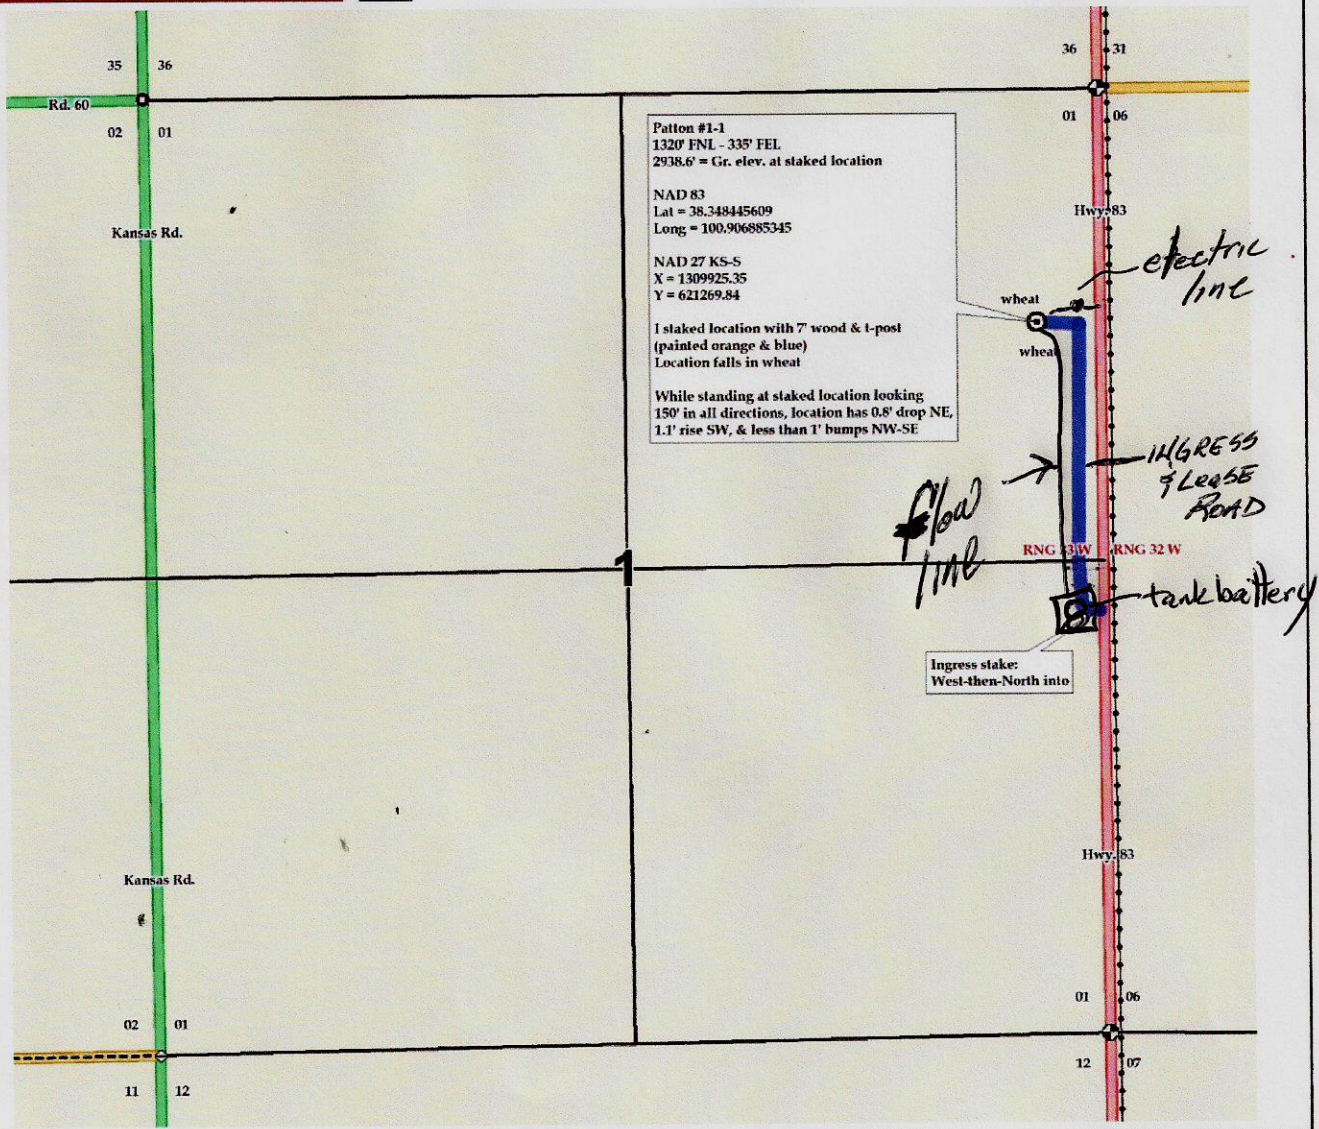 35 36
36 31
Rd. 60
02 01
01 06
Patton #1-1
1320' FNL - 335' FEL
2938.6' = Gr. elev. at staked location
NAD 83
Lat = 38.348445609
Long = 100.906885345
NAD 27 KS-S
X = 1309925.35
Y = 621269.84
I staked location with 7' wood & t-post
(painted orange & blue)
Location falls in wheat
While standing at staked location looking
150' in all directions, location has 0.8' drop NE,
1.1' rise SW, & less than 1' bumps NW-SE
Kansas Rd.
Hwy. 83
electric
line
wheat
wheat
INGRESS
& LEASE
ROAD
flow
line
RNG 33 W RNG 32 W
1
tank battery
Ingress stake:
West-then-North into
Hwy. 83
Kansas Rd.
02 01
01 06
11 12
12 07